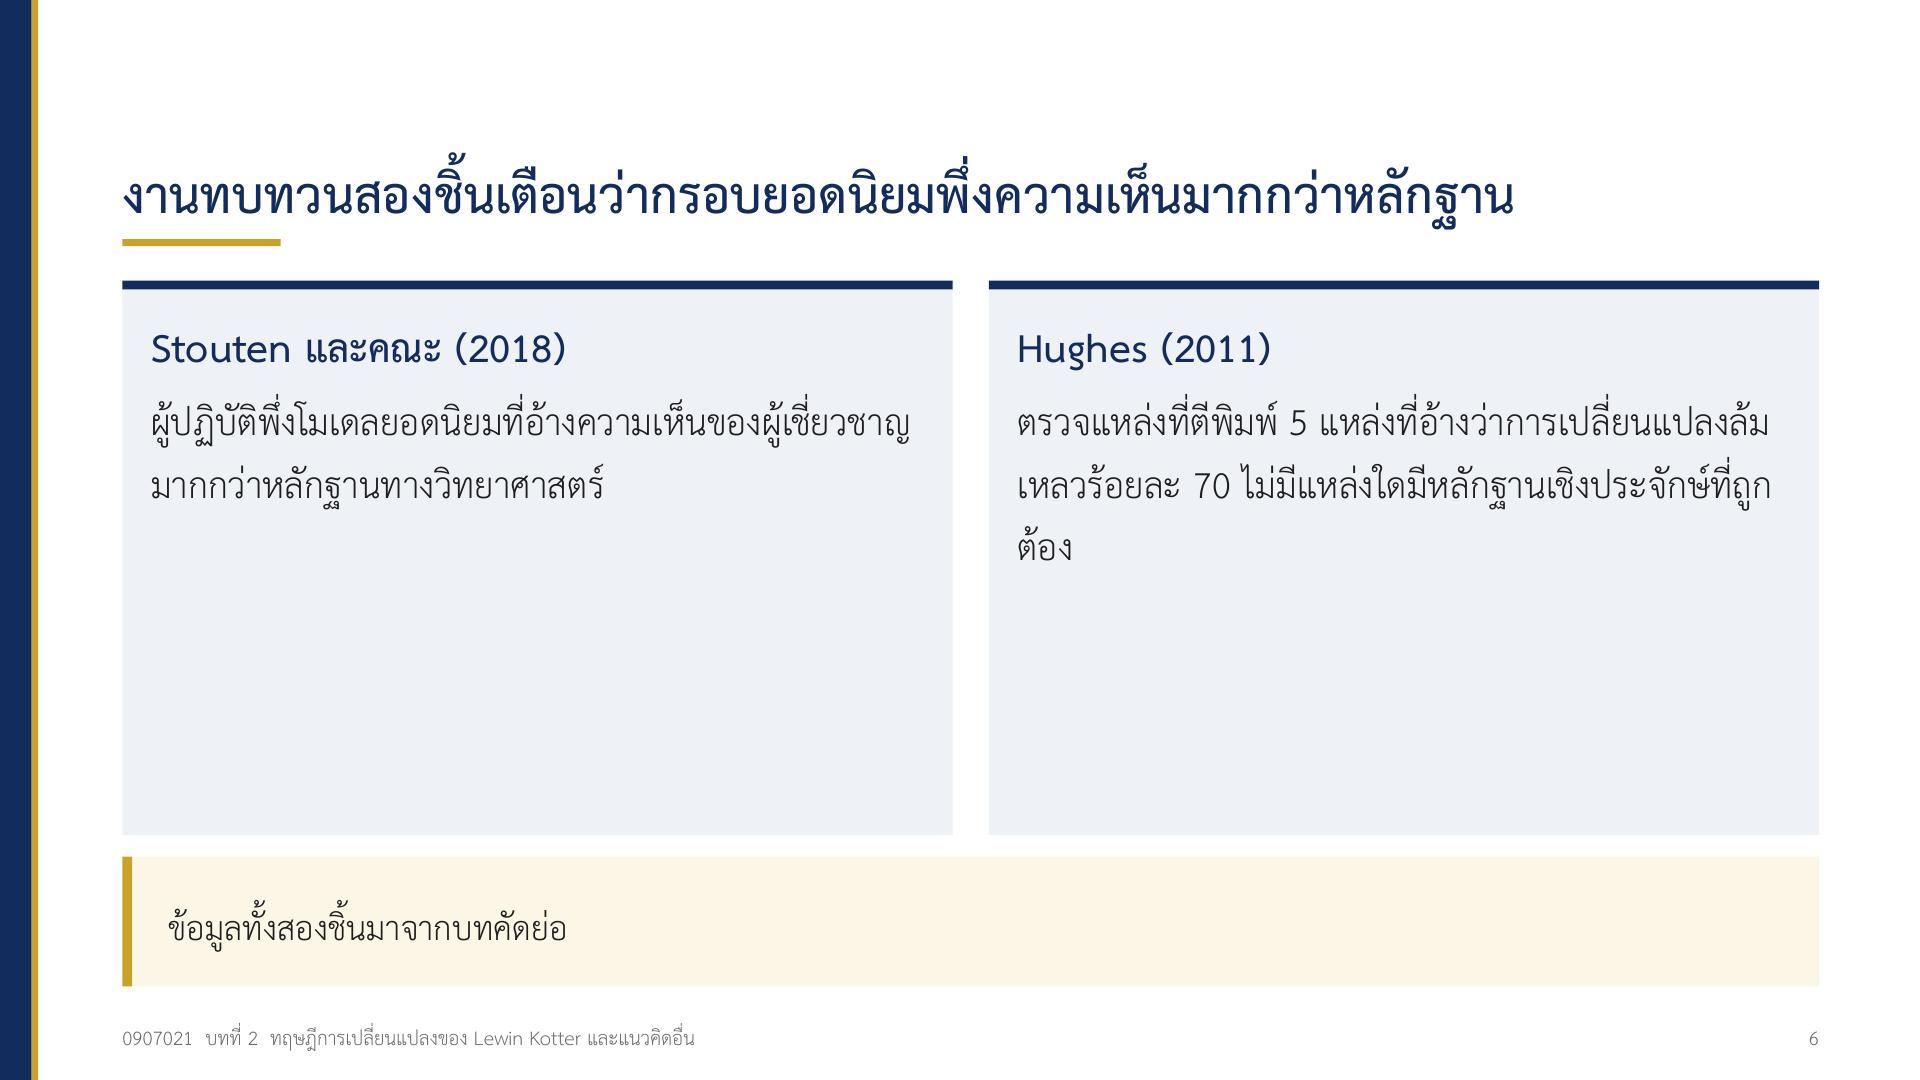 งานทบทวนสองชิ้นเตือนว่ากรอบยอดนิยมพึ่งความเห็นมากกว่าหลักฐาน
Stouten และคณะ (2018)
ผู้ปฏิบัติพึ่งโมเดลยอดนิยมที่อ้างความเห็นของผู้เชี่ยวชาญ
มากกว่าหลักฐานทางวิทยาศาสตร์
Hughes (2011)
ตรวจแหล่งที่ตีพิมพ์ 5 แหล่งที่อ้างว่าการเปลี่ยนแปลงล้ม
เหลวร้อยละ 70 ไม่มีแหล่งใดมีหลักฐานเชิงประจักษ์ที่ถูก
ต้อง
ข้อมูลทั้งสองชิ้นมาจากบทคัดย่อ
0907021 บทที่ 2 ทฤษฎีการเปลี่ยนแปลงของ Lewin Kotter และแนวคิดอื่น
6